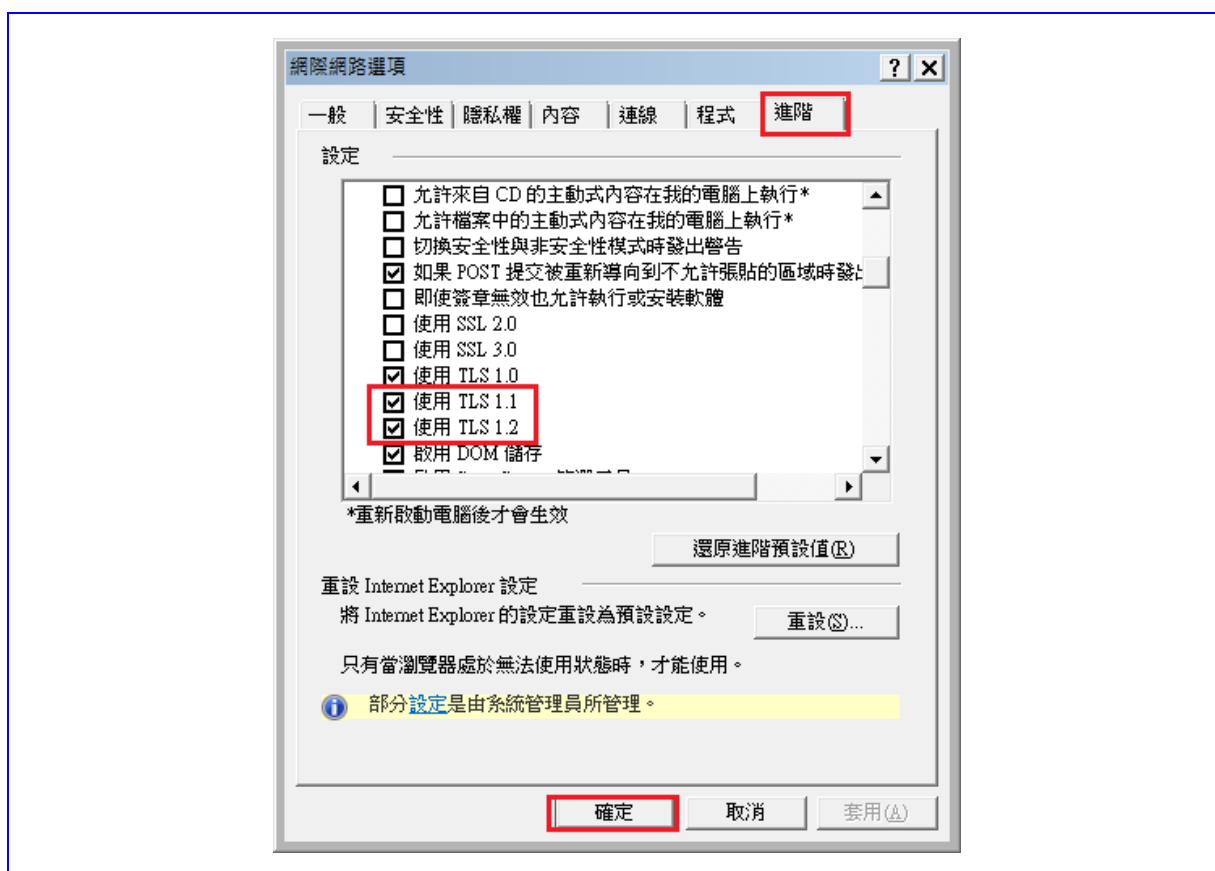 網際網路選項
一般 安全性 隱私權 內容 連線 程式 進階
設定
允許來自 CD 的主動式內容在我的電腦上執行*
允許檔案中的主動式內容在我的電腦上執行*
切換安全性與非安全性模式時發出警告
如果 POST 提交被重新導向到不允許張貼的區域時發
即使簽章無效也允許執行或安裝軟體
使用 SSL 2.0
使用 SSL 3.0
使用 TLS 1.0
使用 TLS 1.1
使用 TLS 1.2
啟用 DOM 儲存
*重新啟動電腦後才會生效
還原進階預設值(R)
重設 Internet Explorer 設定
將 Internet Explorer 的設定重設為預設設定。
重設(S)...
只有當瀏覽器處於無法使用狀態時，才能使用。
部分設定是由系統管理員所管理。
確定 取消 套用(A)